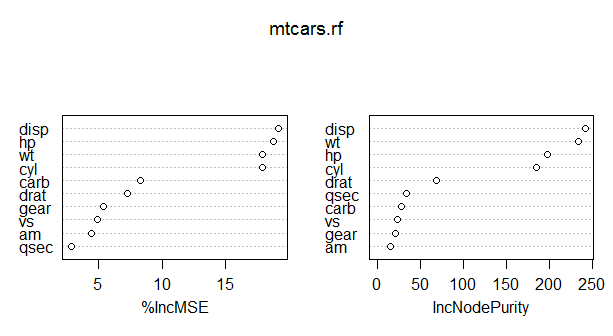 mtcars.rf
disp
hp
wt
cyl
carb
drat
gear
vs
am
qsec
5 10 15
%IncMSE
disp
wt
hp
cyl
drat
qsec
carb
vs
gear
am
0 50 100 150 200 250
IncNodePurity